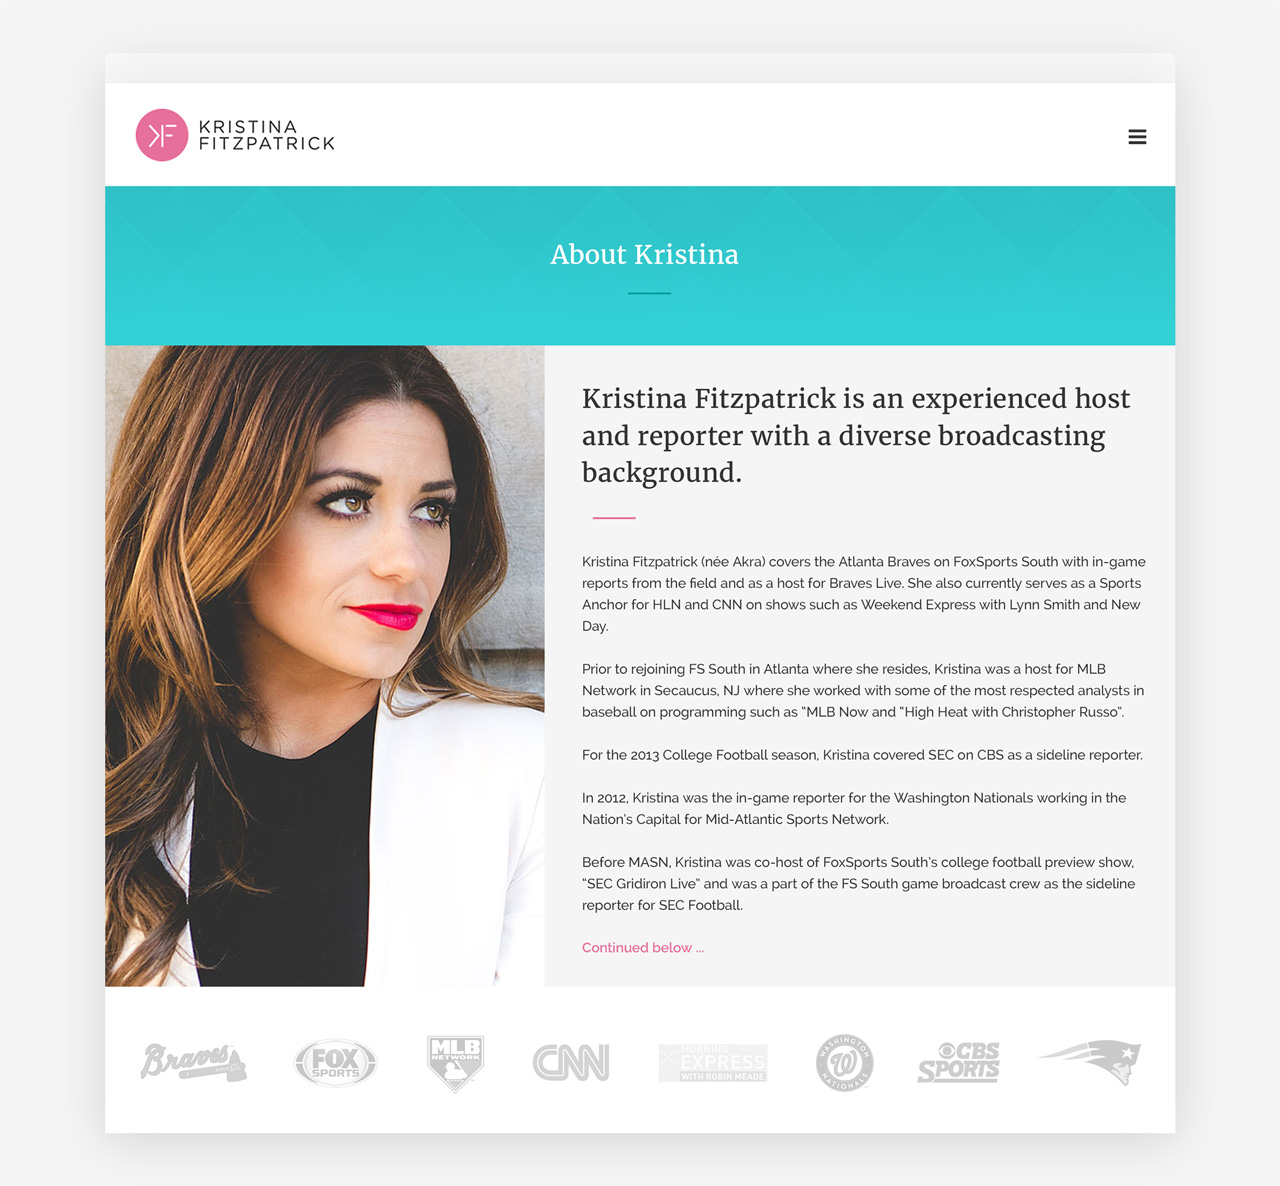 KF
KRISTINA
FITZPATRICK
About Kristina
Kristina Fitzpatrick is an experienced host
and reporter with a diverse broadcasting
background.
Kristina Fitzpatrick (née Akra) covers the Atlanta Braves on FoxSports South with in-game
reports from the field and as a host for Braves Live. She also currently serves as a Sports
Anchor for HLN and CNN on shows such as Weekend Express with Lynn Smith and New
Day.
Prior to rejoining FS South in Atlanta where she resides, Kristina was a host for MLB
Network in Secaucus, NJ where she worked with some of the most respected analysts in
baseball on programming such as “MLB Now and “High Heat with Christopher Russo”.
For the 2013 College Football season, Kristina covered SEC on CBS as a sideline reporter.
In 2012, Kristina was the in-game reporter for the Washington Nationals working in the
Nation’s Capital for Mid-Atlantic Sports Network.
Before MASN, Kristina was co-host of FoxSports South’s college football preview show,
“SEC Gridiron Live” and was a part of the FS South game broadcast crew as the sideline
reporter for SEC Football.
Continued below ...
Braves
FOX
SPORTS
MLB
NETWORK
CNN
MORNING
EXPRESS
WITH ROBIN MEADE
WASHINGTON
W
NATIONALS
CBS
SPORTS